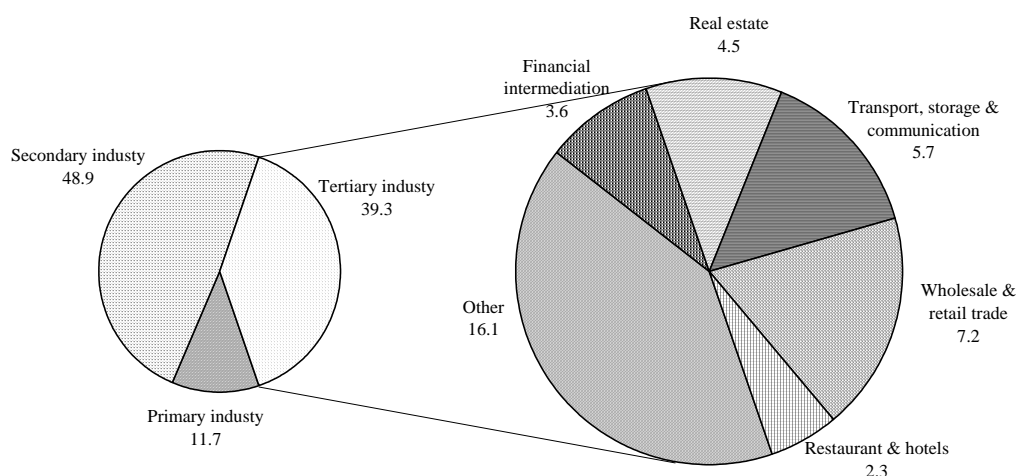 Real estate
4.5
Financial
intermediation
3.6
Transport, storage &
communication
5.7
Secondary industy
48.9
Tertiary industy
39.3
Other
16.1
Wholesale &
retail trade
7.2
Primary industy
11.7
Restaurant & hotels
2.3